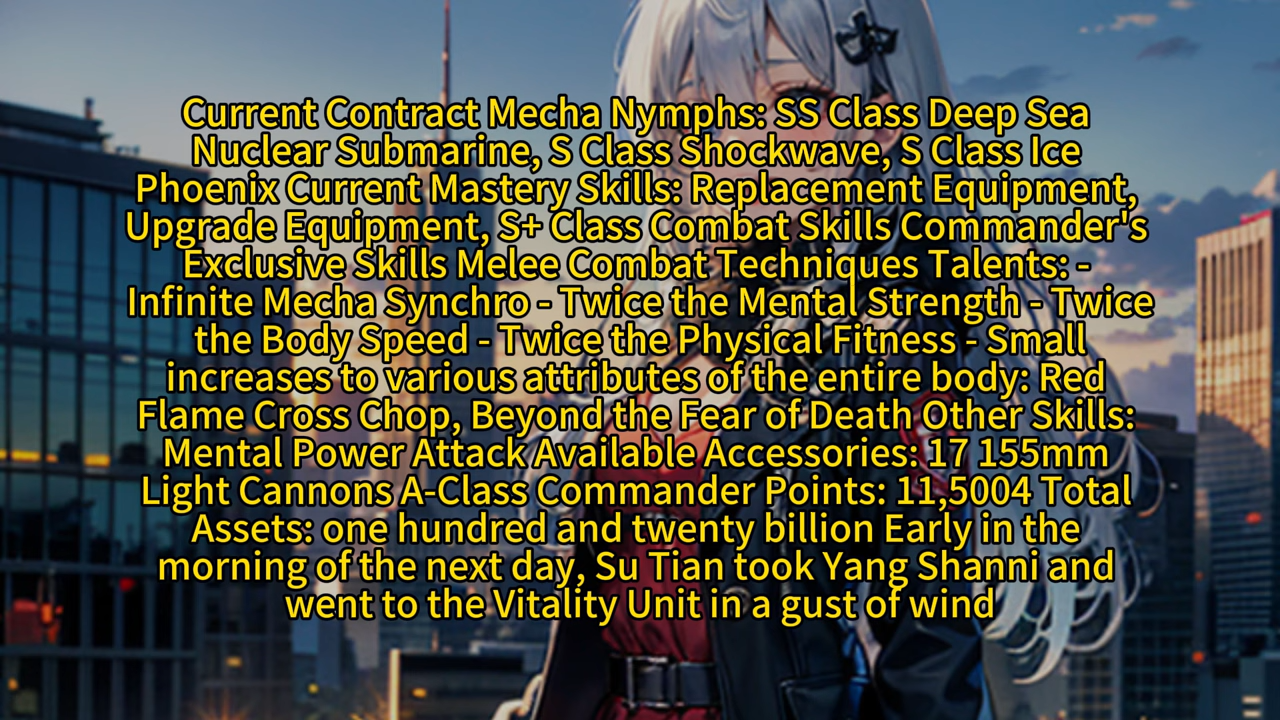 Current Contract Mecha Nymphs: SS Class Deep Sea
Nuclear Submarine, S Class Shockwave, S Class Ice
Phoenix Current Mastery Skills: Replacement Equipment,
Upgrade Equipment, S+ Class Combat Skills Commander's
Exclusive Skills Melee Combat Techniques Talents: -
Infinite Mecha Synchro - Twice the Mental Strength - Twice
the Body Speed - Twice the Physical Fitness - Small
increases to various attributes of the entire body: Red
Flame Cross Chop, Beyond the Fear of Death Other Skills:
Mental Power Attack Available Accessories: 17 155mm
Light Cannons A-Class Commander Points: 11,5004 Total
Assets: one hundred and twenty billion Early in the
morning of the next day, Su Tian took Yang Shanni and
went to the Vitality Unit in a gust of wind